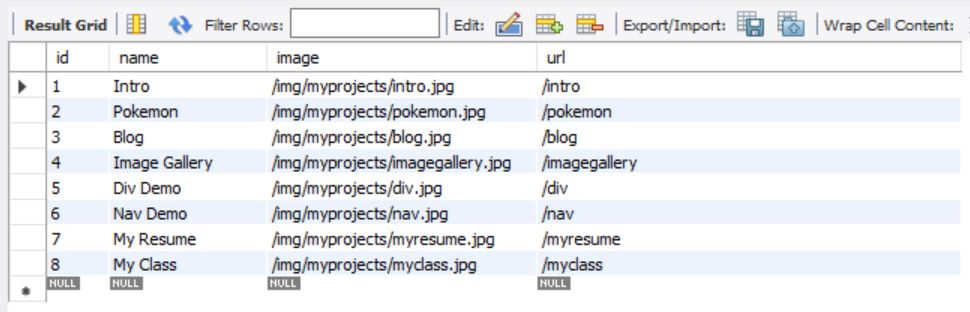 Result Grid Filter Rows: Edit: Export/Import: Wrap Cell Content:
id name image url
1 Intro /img/myprojects/intro.jpg /intro
2 Pokemon /img/myprojects/pokemon.jpg /pokemon
3 Blog /img/myprojects/blog.jpg /blog
4 Image Gallery /img/myprojects/imagegallery.jpg /imagegallery
5 Div Demo /img/myprojects/div.jpg /div
6 Nav Demo /img/myprojects/nav.jpg /nav
7 My Resume /img/myprojects/myresume.jpg /myresume
8 My Class /img/myprojects/myclass.jpg /myclass
NULL NULL NULL NULL